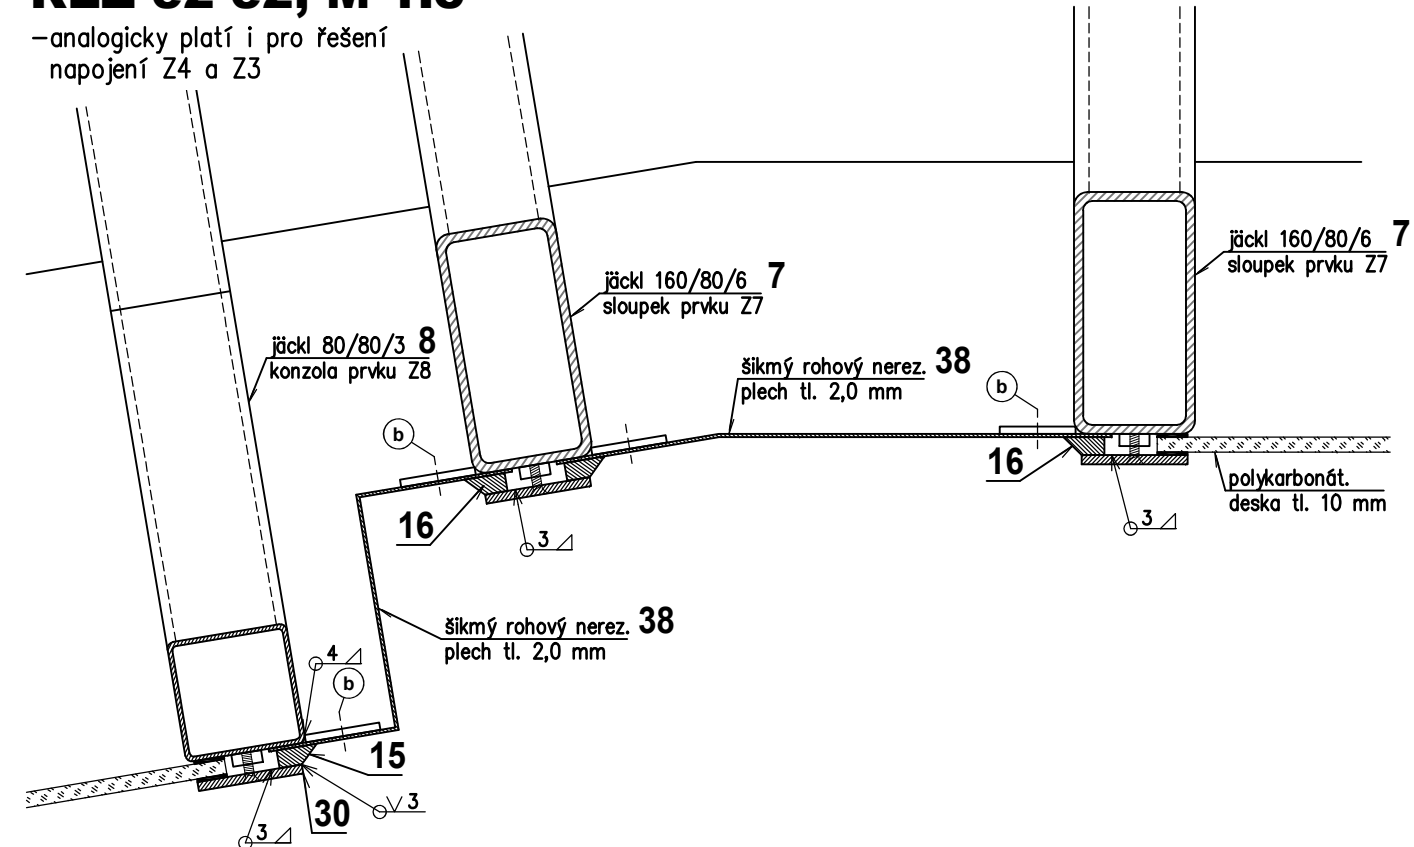 –analogicky platí i pro řešení
napojení Z4 a Z3
jäckl 160/80/6 7
sloupek prvku Z7
jäckl 160/80/6 7
sloupek prvku Z7
jäckl 80/80/3 8
konzola prvku Z8
šikmý rohový nerez. 38
plech tl. 2,0 mm
b
b
16
16
polykarbonát.
deska tl. 10 mm
3
3
šikmý rohový nerez. 38
plech tl. 2,0 mm
4
b
15
30
3
3